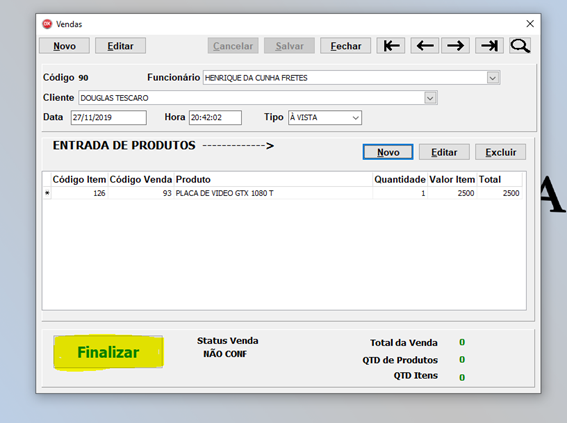 DX Vendas
Novo Editar Cancelar Salvar Fechar
Código 90 Funcionário HENRIQUE DA CUNHA FRETES
Cliente DOUGLAS TESCARO
Data 27/11/2019 Hora 20:42:02 Tipo À VISTA
ENTRADA DE PRODUTOS ------------->
Novo Editar Excluir
Código Item Código Venda Produto Quantidade Valor Item Total
* 126 93 PLACA DE VIDEO GTX 1080 T 1 2500 2500
Finalizar
Status Venda
NÃO CONF
Total da Venda 0
QTD de Produtos 0
QTD Itens 0
A